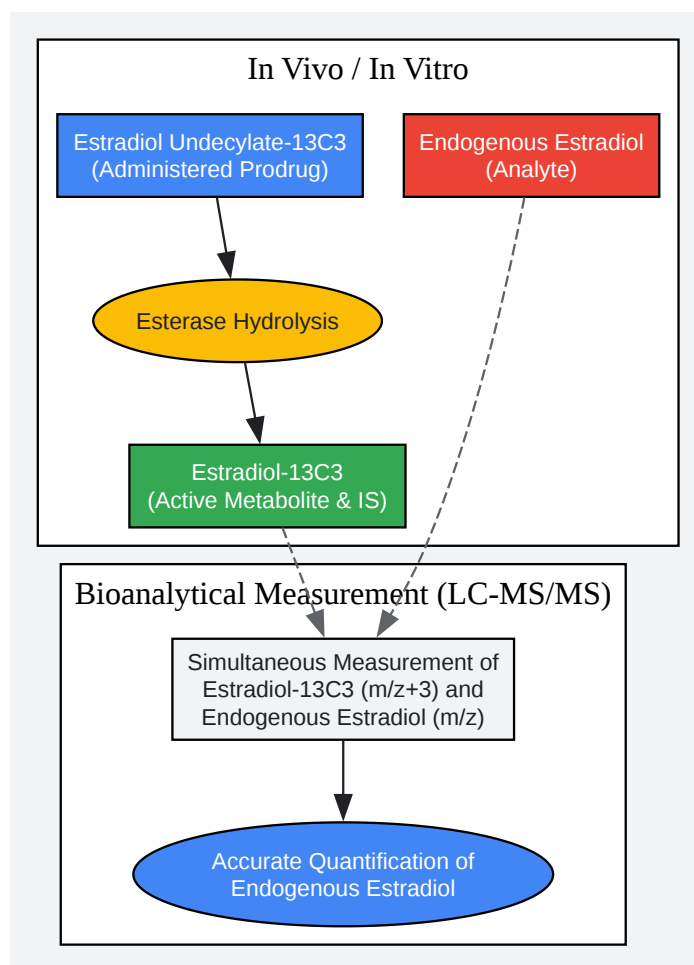 In Vivo / In Vitro
Estradiol Undecylate-13C3
(Administered Prodrug)
Endogenous Estradiol
(Analyte)
Esterase Hydrolysis
Estradiol-13C3
(Active Metabolite & IS)
Bioanalytical Measurement (LC-MS/MS)
Simultaneous Measurement of
Estradiol-13C3 (m/z+3) and
Endogenous Estradiol (m/z)
Accurate Quantification of
Endogenous Estradiol